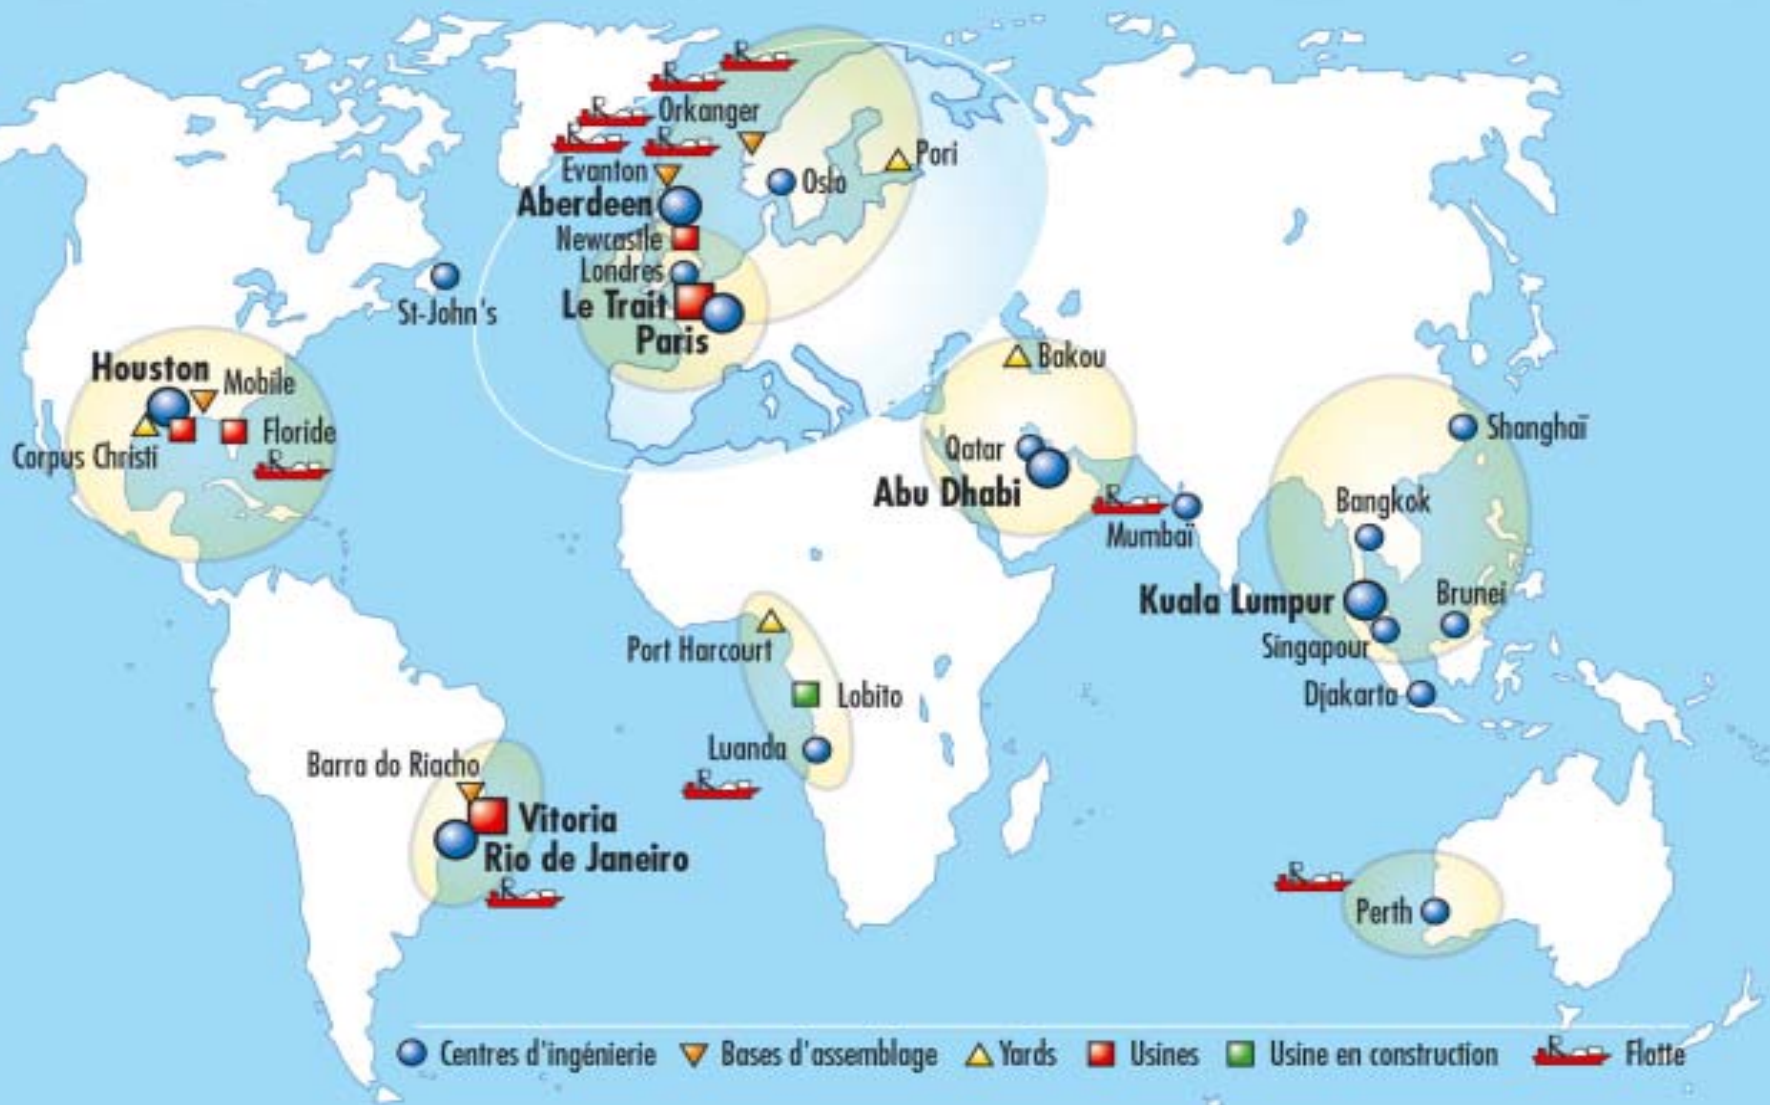 Orkanger
Pori
Evanton
Oslo
Aberdeen
Newcastle
Londres
Le Trait
Paris
St-John's
Houston
Mobile
Floride
Corpus Christi
Bakou
Qatar
Abu Dhabi
Mumbaï
Shanghaï
Bangkok
Kuala Lumpur
Brunei
Singapour
Djakarta
Port Harcourt
Lobito
Luanda
Barra do Riacho
Vitoria
Rio de Janeiro
Perth
Centres d'ingénierie Bases d'assemblage Yards Usines Usine en construction Flotte